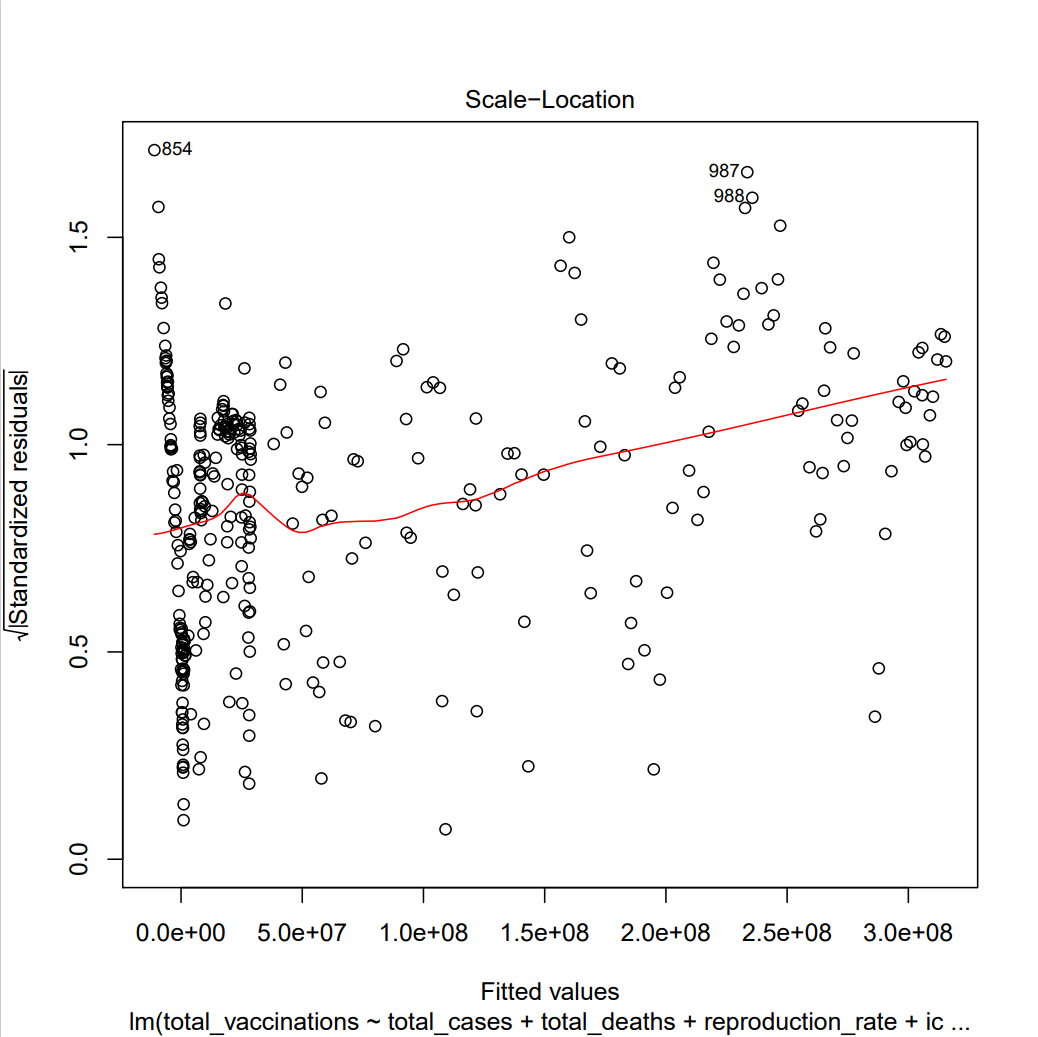 Scale−Location
854
987
988
√|Standardized residuals|
1.5
1.0
0.5
0.0
0.0e+00 5.0e+07 1.0e+08 1.5e+08 2.0e+08 2.5e+08 3.0e+08
Fitted values
lm(total_vaccinations ~ total_cases + total_deaths + reproduction_rate + ic ...